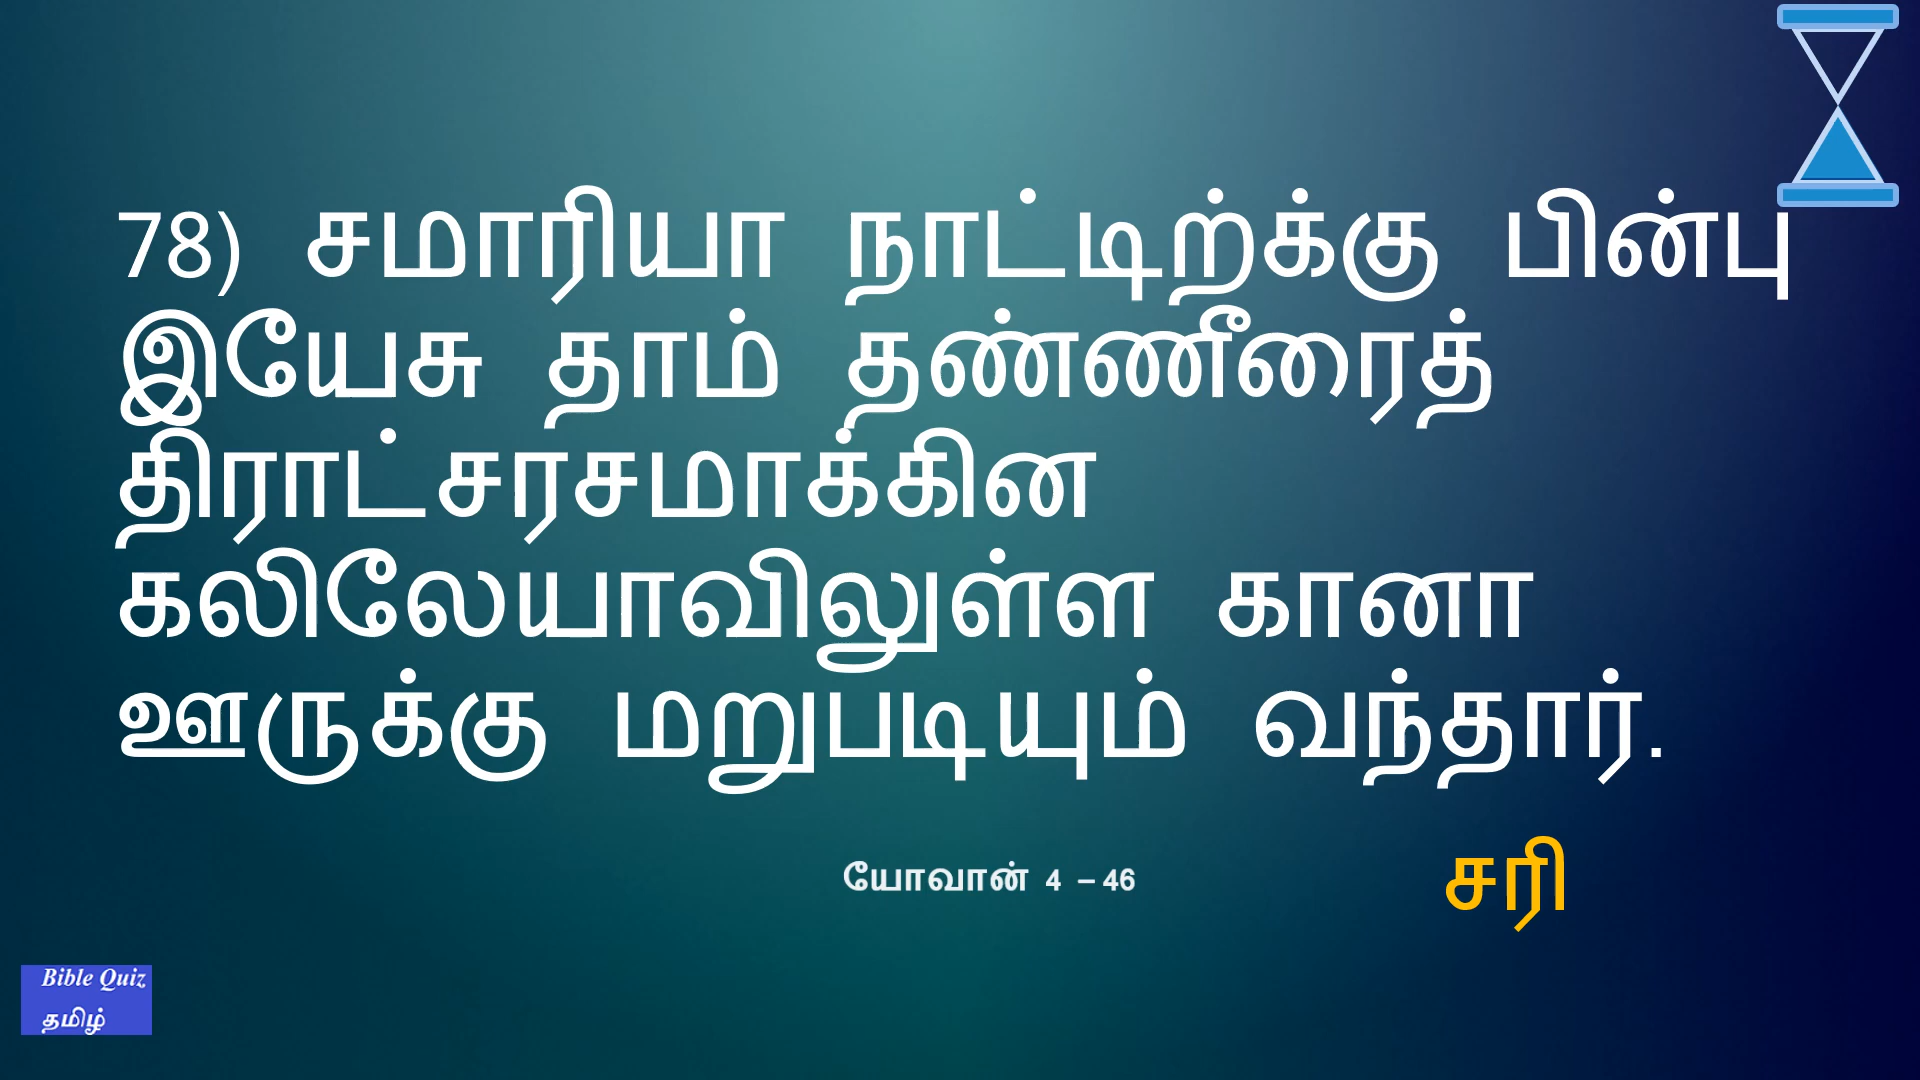 78) சமாரியா நாட்டிற்க்கு பின்பு
இயேசு தாம் தண்ணீரைத்
திராட்சரசமாக்கின
கலிலேயாவிலுள்ள கானா
ஊருக்கு மறுபடியும் வந்தார்.
யோவான் 4 – 46
சரி
Bible Quiz
தமிழ்